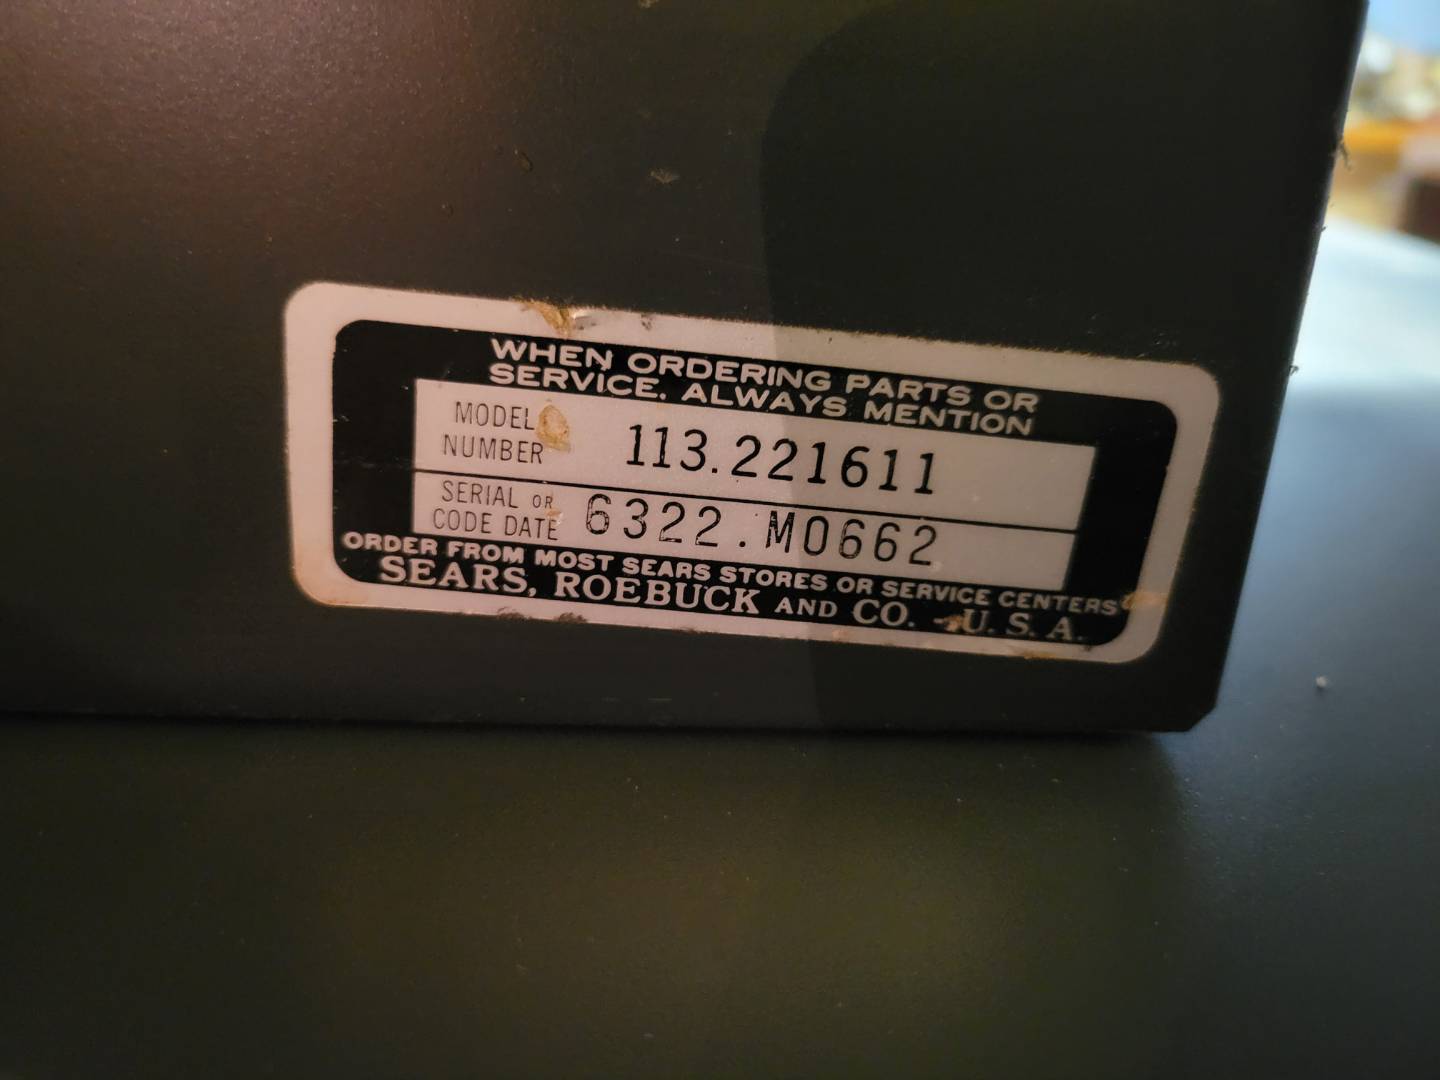 WHEN ORDERING PARTS OR
SERVICE, ALWAYS MENTION
MODEL
NUMBER 113.221611
SERIAL OR
CODE DATE 6322.M0662
ORDER FROM MOST SEARS STORES OR SERVICE CENTERS
SEARS, ROEBUCK AND CO. - U.S.A.